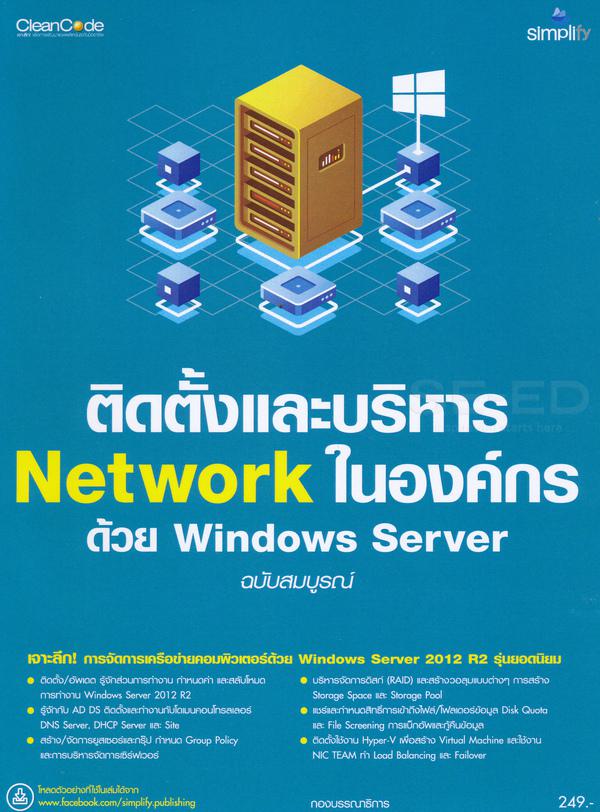 CleanCode
simplify
SE-ED
ติดตั้งและบริหาร
Network ในองค์กร
ด้วย Windows Server
ฉบับสมบูรณ์
เจาะลึก! การจัดการเครือข่ายคอมพิวเตอร์ด้วย Windows Server 2012 R2 รุ่นยอดนิยม
ติดตั้ง/อัพเดต รู้จักส่วนการทำงาน กำหนดค่า และสลับโหมด
การทำงาน Windows Server 2012 R2
รู้จักกับ AD DS ติดตั้งและทำงานกับโดเมนคอนโทรลเลอร์
DNS Server, DHCP Server และ Site
สร้าง/จัดการยูสเซอร์และกรุ๊ป กำหนด Group Policy
และการบริหารจัดการเซิร์ฟเวอร์
บริหารจัดการดิสก์ (RAID) และสร้างวอลุมแบบต่างๆ การสร้าง
Storage Space และ Storage Pool
แชร์และกำหนดสิทธิการเข้าถึงไฟล์/โฟลเดอร์ข้อมูล Disk Quota
และ File Screening การแบ็กอัพและกู้คืนข้อมูล
ติดตั้งใช้งาน Hyper-V เพื่อสร้าง Virtual Machine และใช้งาน
NIC TEAM ทำ Load Balancing และ Failover
โหลดตัวอย่างที่ใช้ในเล่มได้จาก
www.facebook.com/simplify.publishing
กองบรรณาธิการ
249.-